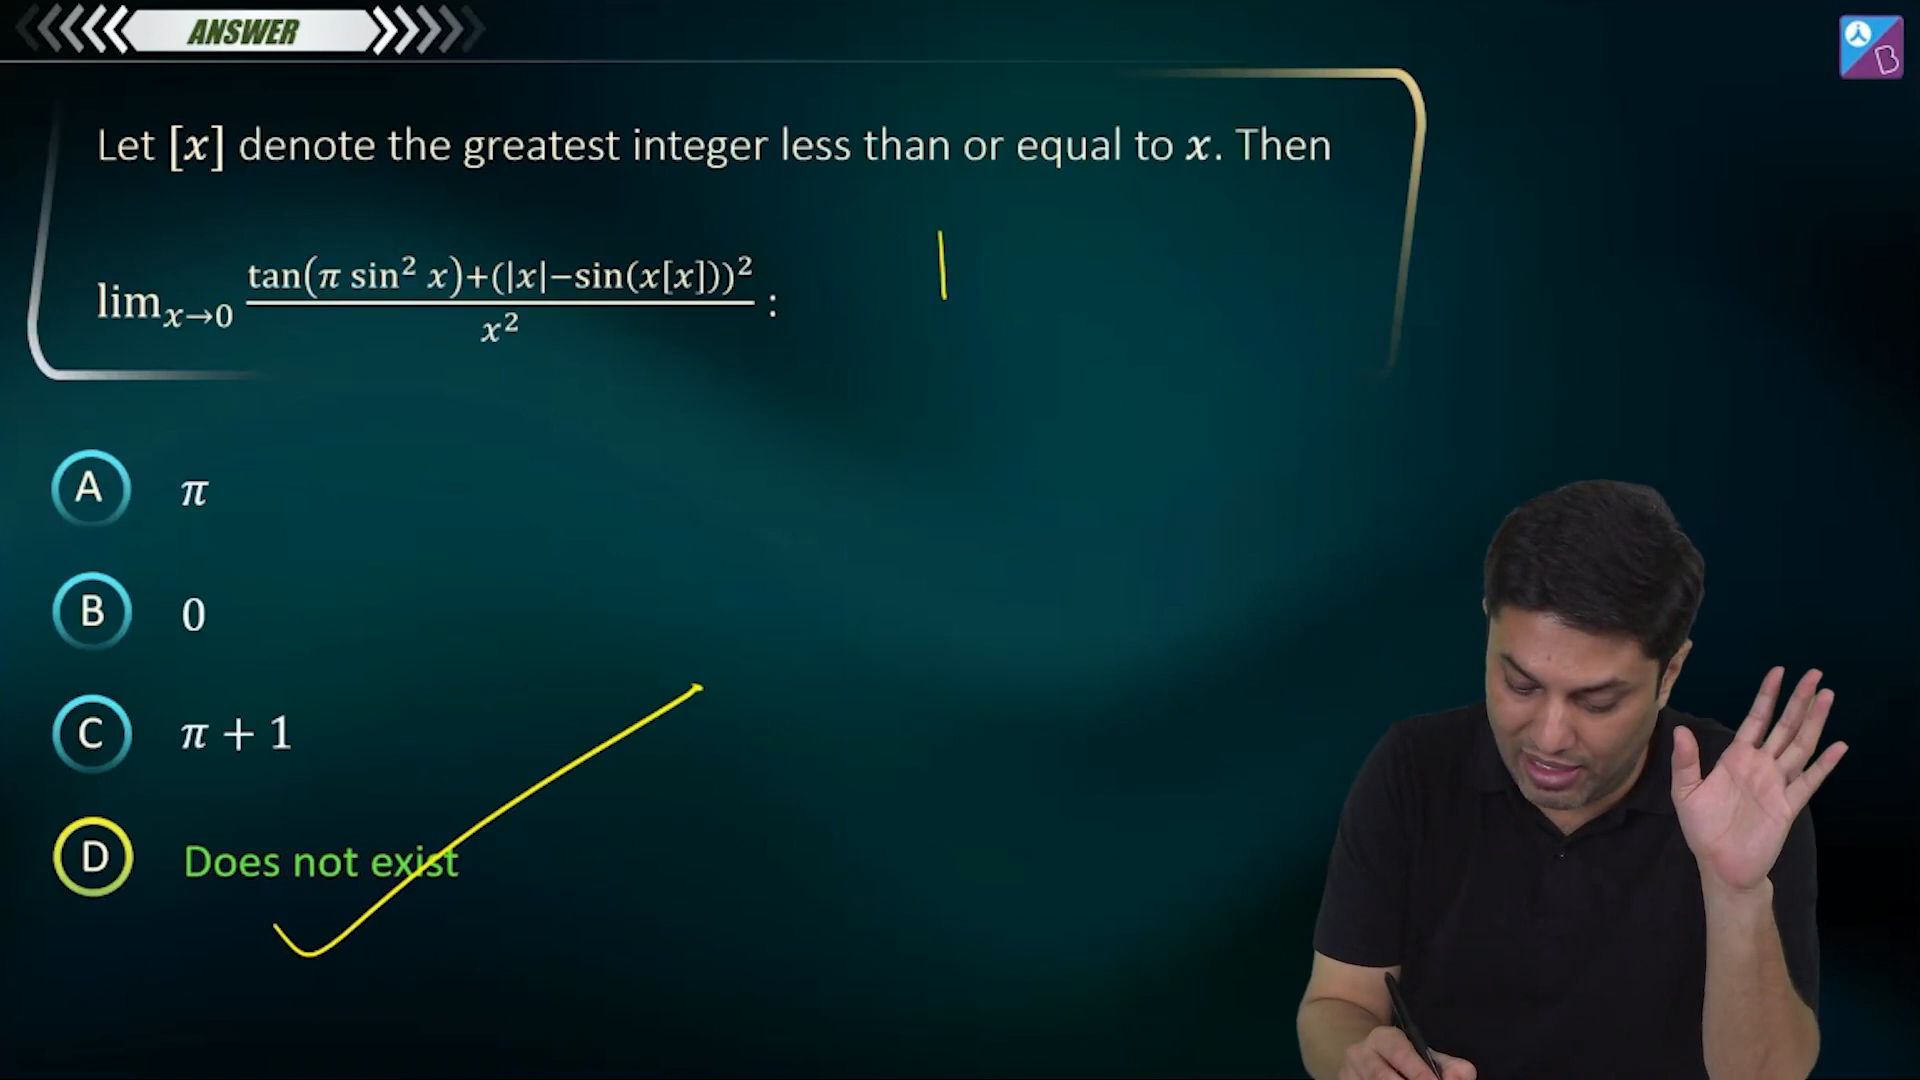 ANSWER
Let [x] denote the greatest integer less than or equal to x. Then
lim_{x→0} \frac{tan(π sin² x)+(|x|−sin(x[x]))²}{x²} :
A π
B 0
C π + 1
D Does not exist